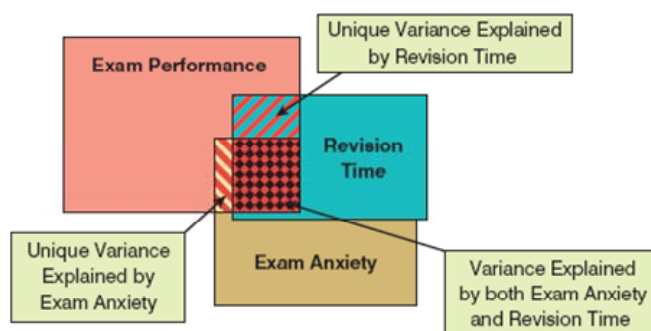 Unique Variance Explained
by Revision Time
Exam Performance
Revision
Time
Unique Variance
Explained by
Exam Anxiety
Exam Anxiety
Variance Explained
by both Exam Anxiety
and Revision Time